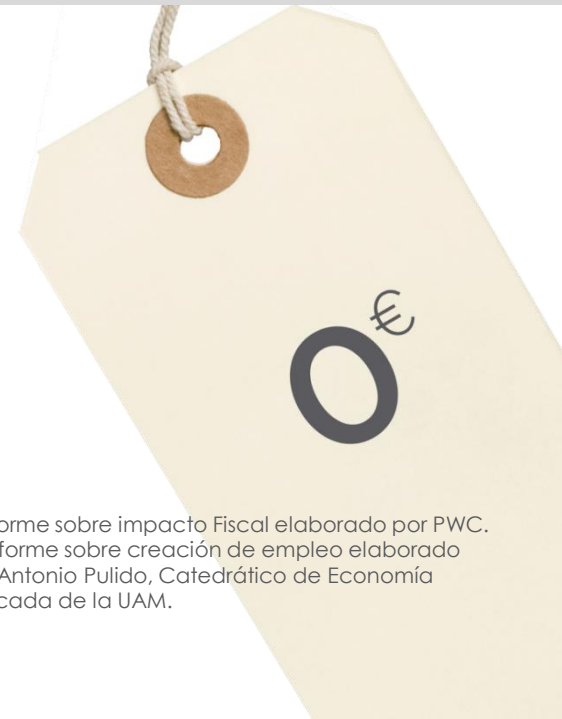 0€
orme sobre impacto Fiscal elaborado por PWC.
forme sobre creación de empleo elaborado
Antonio Pulido, Catedrático de Economía
cada de la UAM.